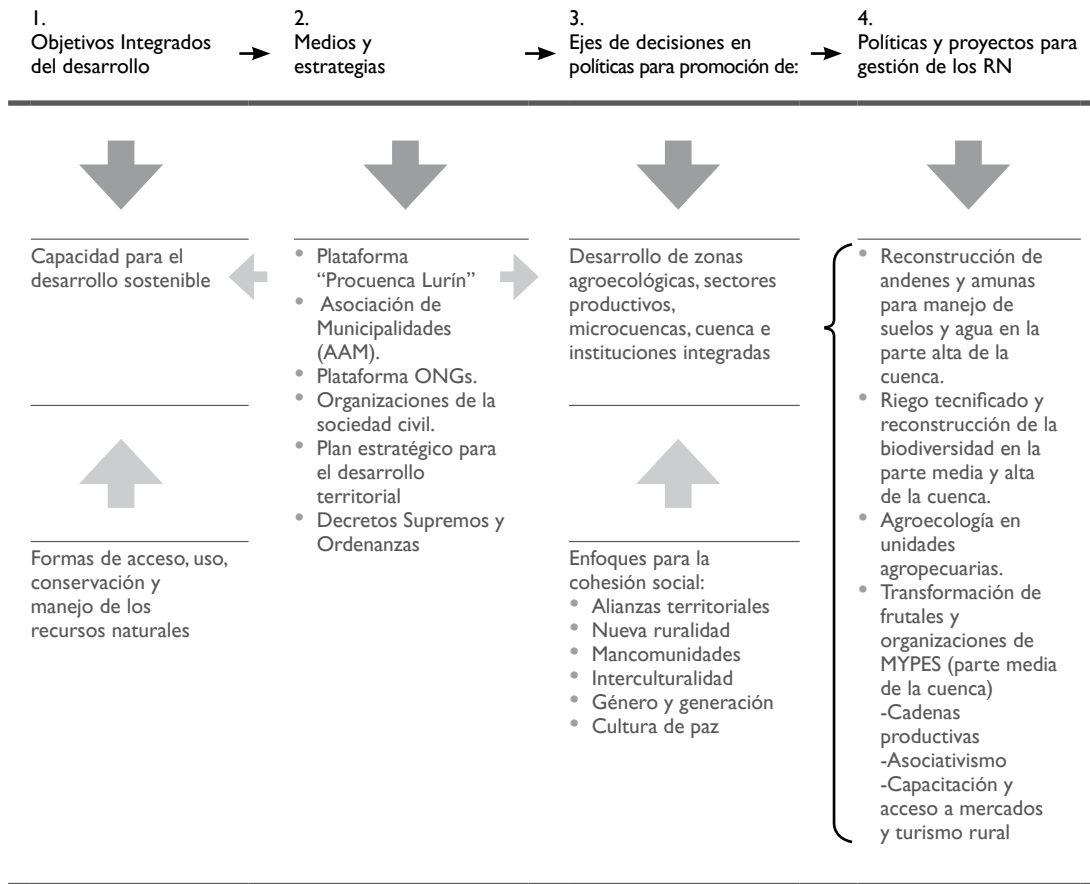 1.
Objetivos Integrados
del desarrollo
2.
Medios y
estrategias
3.
Ejes de decisiones en
políticas para promoción de:
4.
Políticas y proyectos para
gestión de los RN
Capacidad para el
desarrollo sostenible
Formas de acceso, uso,
conservación y
manejo de los
recursos naturales
• Plataforma
“Procuenca Lurín”
• Asociación de
Municipalidades
(AAM).
• Plataforma ONGs.
• Organizaciones de la
sociedad civil.
• Plan estratégico para
el desarrollo
territorial
• Decretos Supremos y
Ordenanzas
Desarrollo de zonas
agroecológicas, sectores
productivos,
microcuencas, cuenca e
instituciones integradas
Enfoques para la
cohesión social:
• Alianzas territoriales
• Nueva ruralidad
• Mancomunidades
• Interculturalidad
• Género y generación
• Cultura de paz
• Reconstrucción de
andenes y amunas
para manejo de
suelos y agua en la
parte alta de la
cuenca.
• Riego tecnificado y
reconstrucción de la
biodiversidad en la
parte media y alta
de la cuenca.
• Agroecología en
unidades
agropecuarias.
• Transformación de
frutales y
organizaciones de
MYPES (parte media
de la cuenca)
-Cadenas
productivas
-Asociativismo
-Capacitación y
acceso a mercados
y turismo rural